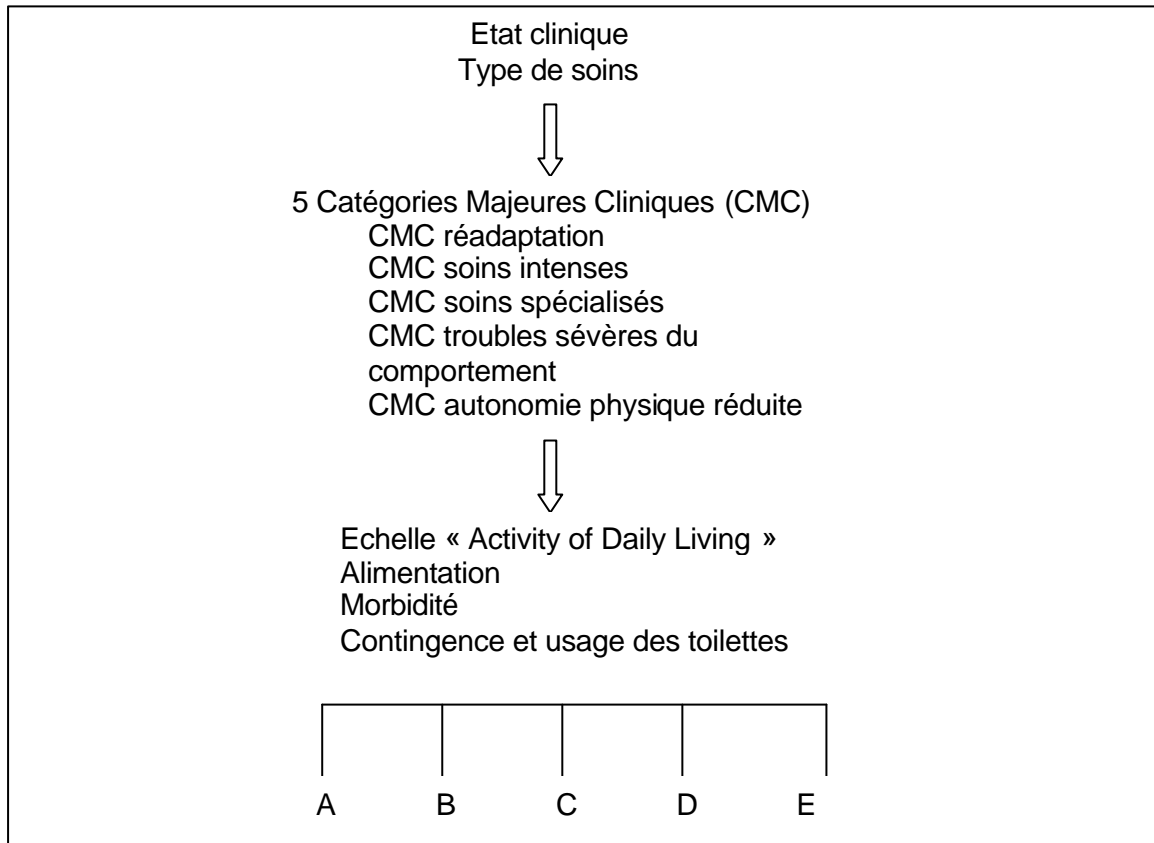 Etat clinique
Type de soins
5 Catégories Majeures Cliniques (CMC)
CMC réadaptation
CMC soins intenses
CMC soins spécialisés
CMC troubles sévères du
comportement
CMC autonomie physique réduite
Echelle « Activity of Daily Living »
Alimentation
Morbidité
Contingence et usage des toilettes
A B C D E